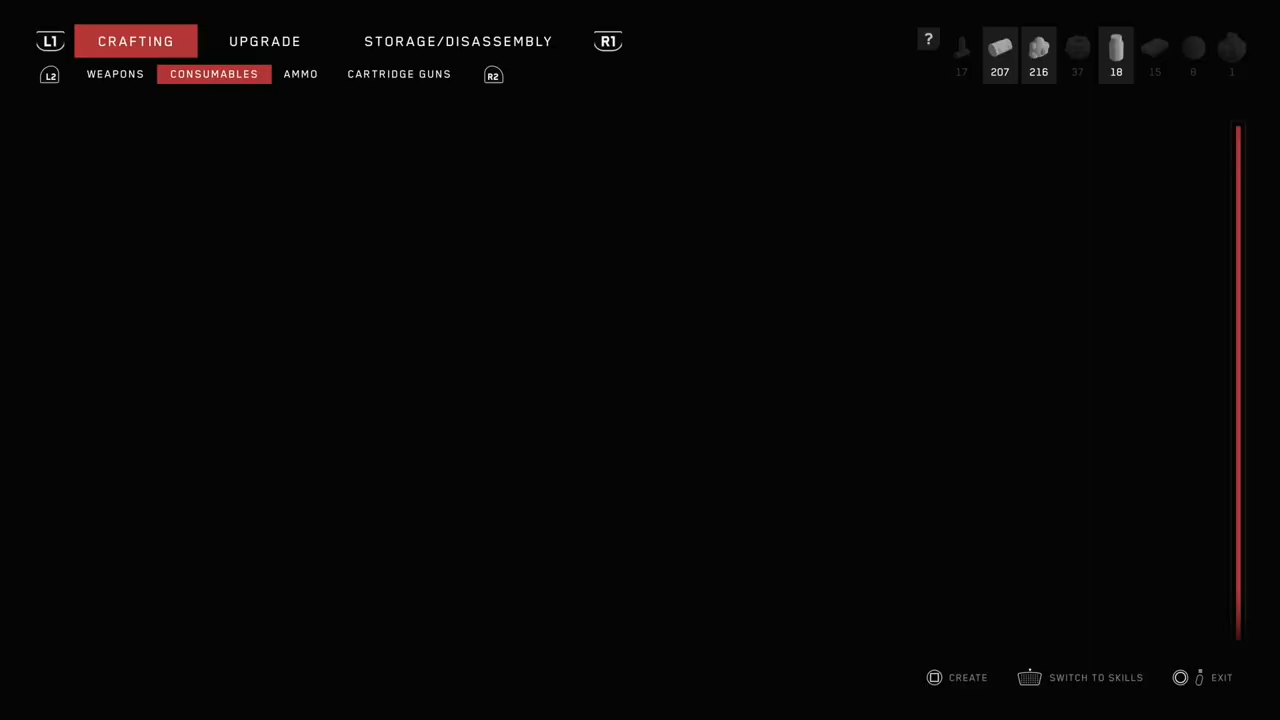 L1 CRAFTING UPGRADE STORAGE/DISASSEMBLY R1 ?
17 207 216 37 18 15 8 1
L2 WEAPONS CONSUMABLES AMMO CARTRIDGE GUNS R2
CREATE SWITCH TO SKILLS EXIT